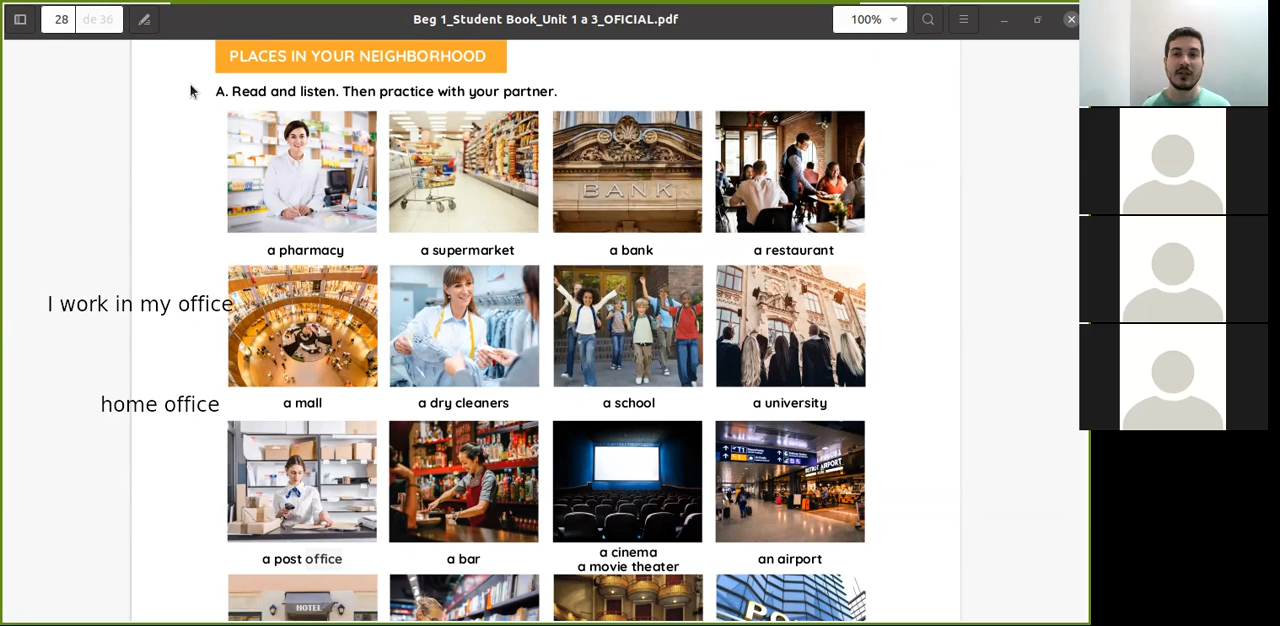 28
de 36
Beg 1_Student Book_Unit 1 a 3_OFICIAL.pdf
100%
PLACES IN YOUR NEIGHBORHOOD
A. Read and listen. Then practice with your partner.
BANK
a pharmacy
a supermarket
a bank
a restaurant
I work in my office
a mall
a dry cleaners
a school
a university
home office
AIRPORT
a post office
a bar
a cinema
a movie theater
an airport
HOTEL
PO